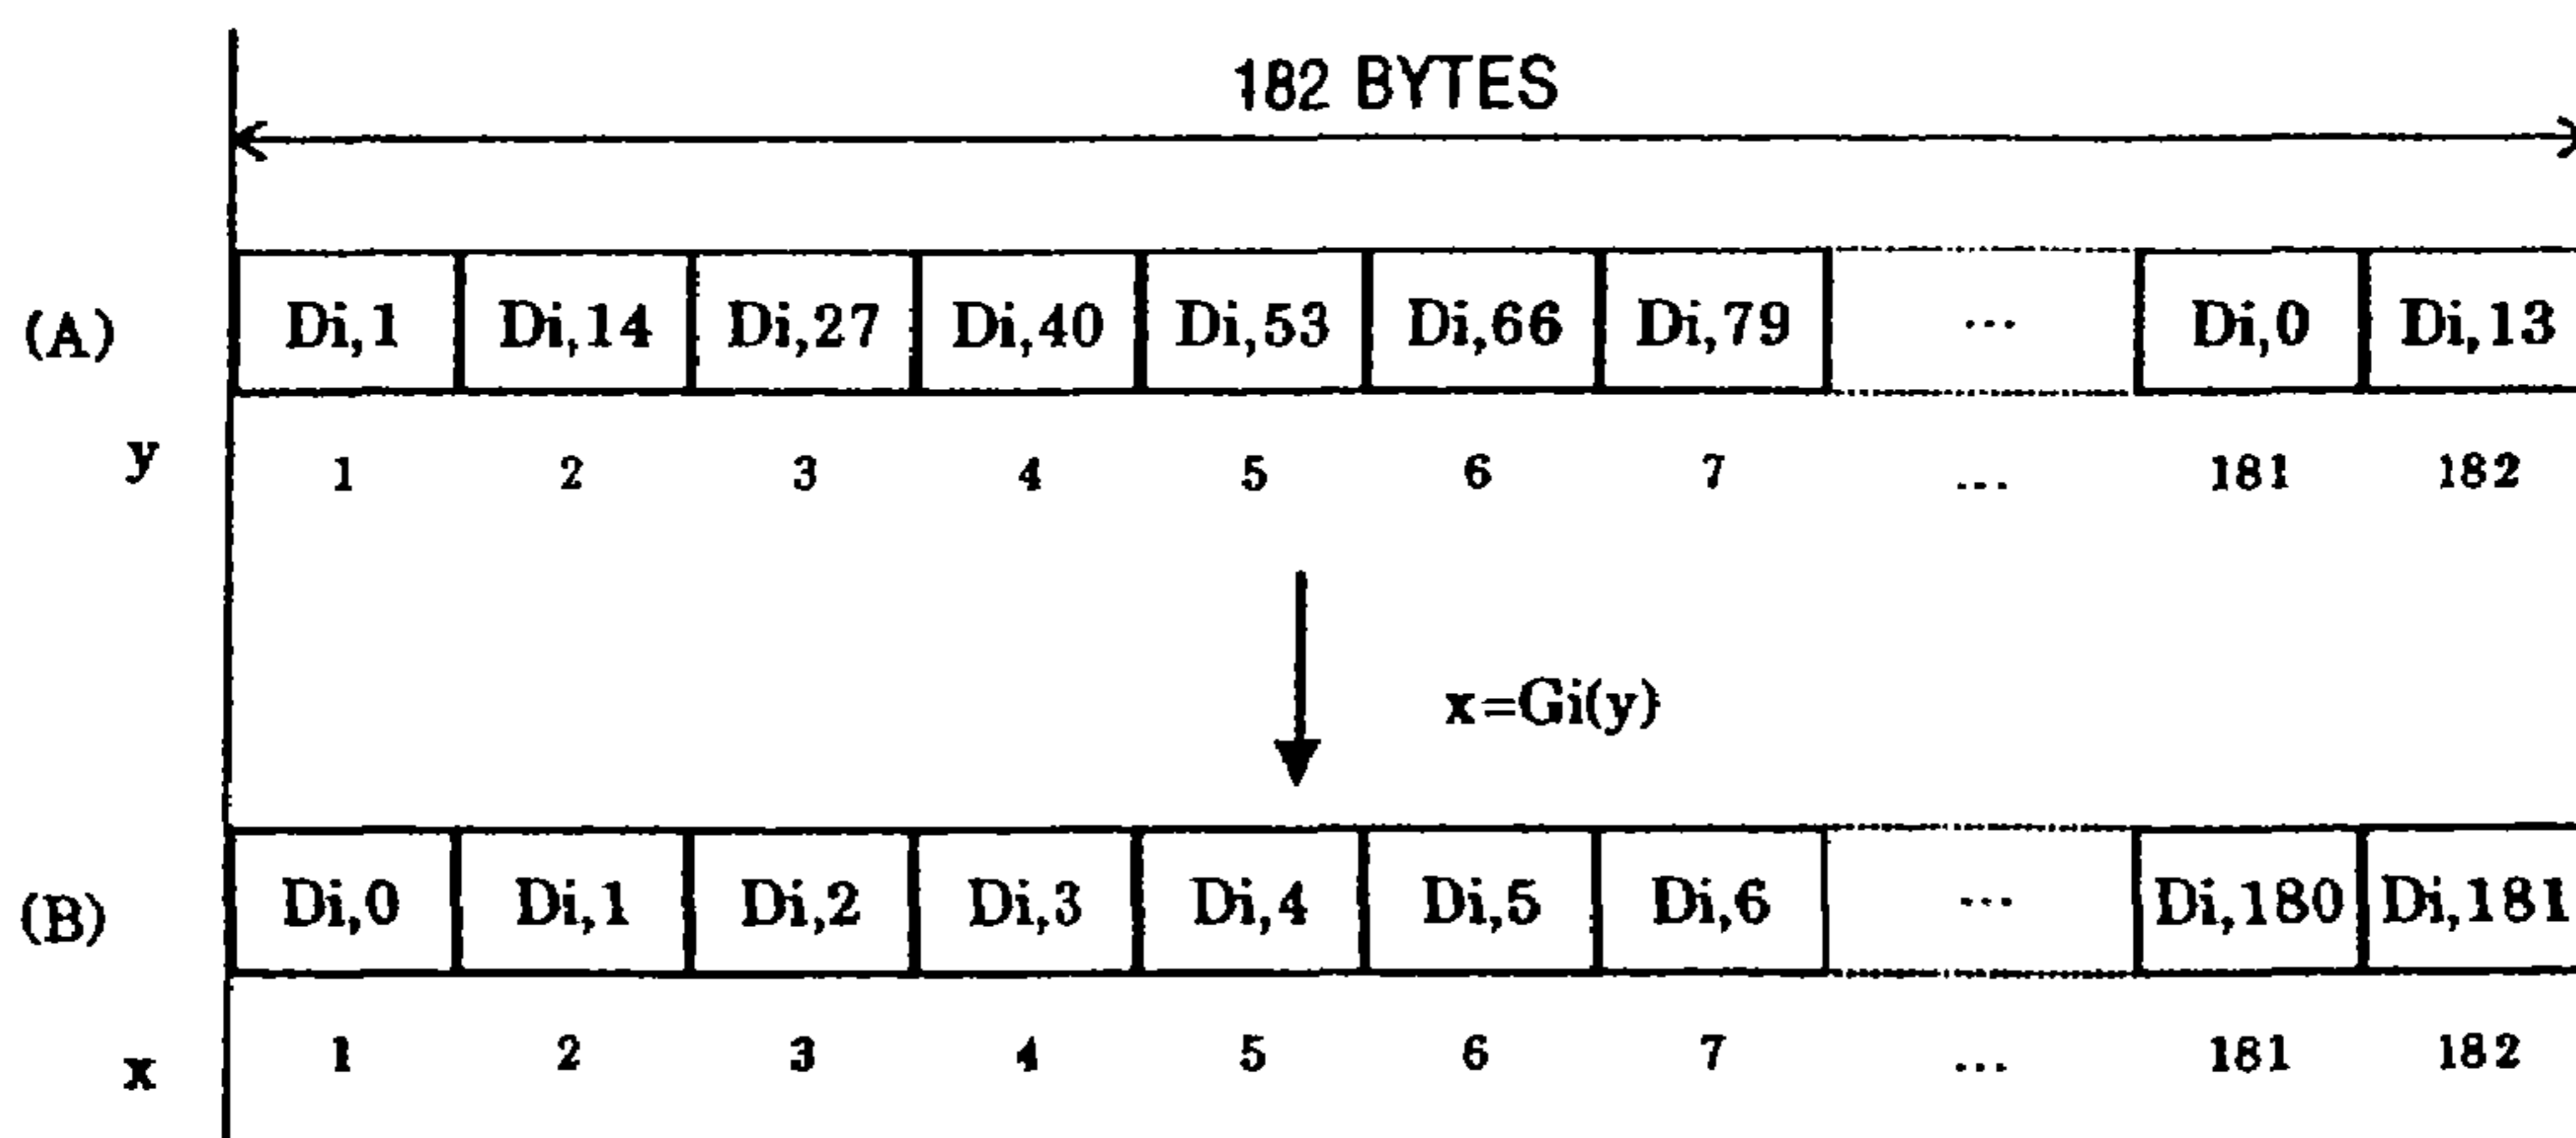 182 BYTES
(A) Di,1 Di,14 Di,27 Di,40 Di,53 Di,66 Di,79 ... Di,0 Di,13
y 1 2 3 4 5 6 7 ... 181 182
x=Gi(y)
(B) Di,0 Di,1 Di,2 Di,3 Di,4 Di,5 Di,6 ... Di,180 Di,181
x 1 2 3 4 5 6 7 ... 181 182